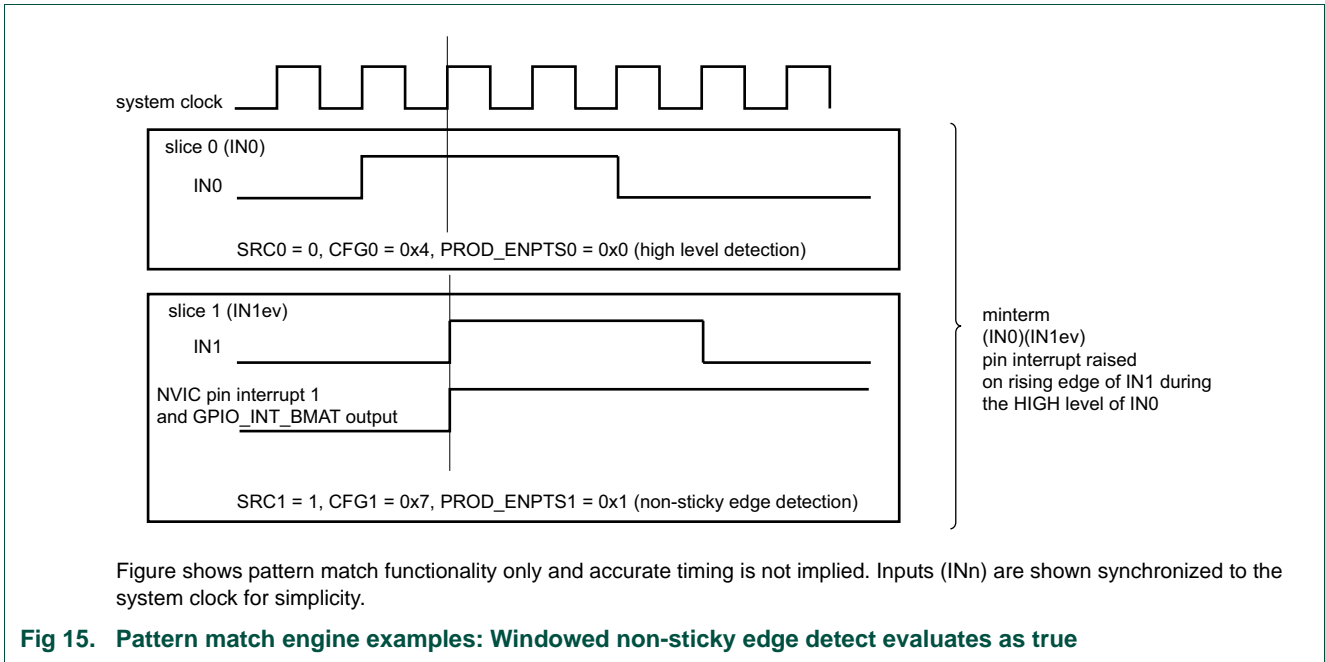 system clock
slice 0 (IN0)
IN0
SRC0 = 0, CFG0 = 0x4, PROD_ENPTS0 = 0x0 (high level detection)
slice 1 (IN1ev)
IN1
NVIC pin interrupt 1
and GPIO_INT_BMAT output
SRC1 = 1, CFG1 = 0x7, PROD_ENPTS1 = 0x1 (non-sticky edge detection)
minterm
(IN0)(IN1ev)
pin interrupt raised
on rising edge of IN1 during
the HIGH level of IN0
Figure shows pattern match functionality only and accurate timing is not implied. Inputs (INn) are shown synchronized to the
system clock for simplicity.
Fig 15. Pattern match engine examples: Windowed non-sticky edge detect evaluates as true